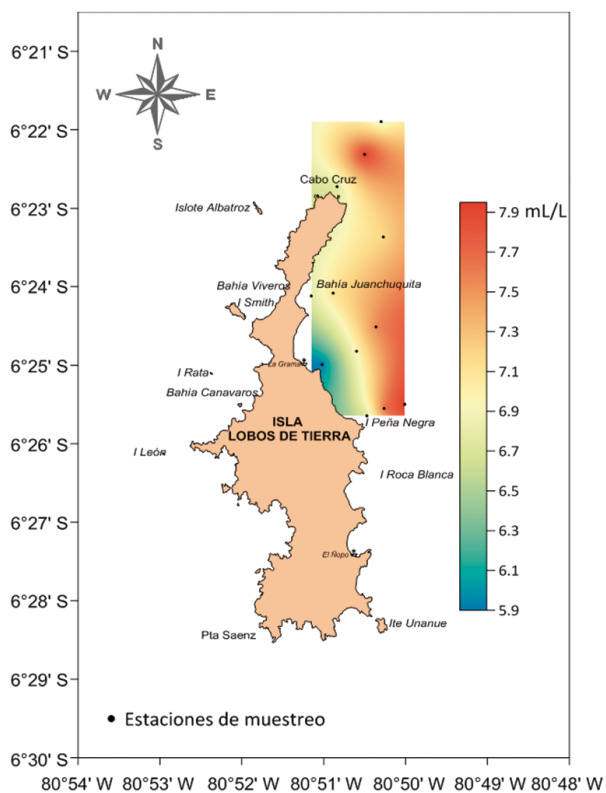 6°21' S
N
W E
S
6°22' S
Cabo Cruz
7.9 mL/L
Islote Albatroz
6°23' S
7.7
7.5
Bahía Viveros
Bahía Juanchuquita
6°24' S
I Smith
7.3
7.1
La Grama
6°25' S
I Rata
Bahía Canavaros
6.9
ISLA
LOBOS DE TIERRA
I Peña Negra
6.7
6°26' S
I León
I Roca Blanca
6.5
6°27' S
6.3
El Ñopo
6.1
6°28' S
5.9
Pta Saenz
Ite Unanue
6°29' S
Estaciones de muestreo
6°30' S
80°54' W 80°53' W 80°52' W 80°51' W 80°50' W 80°49' W 80°48' W